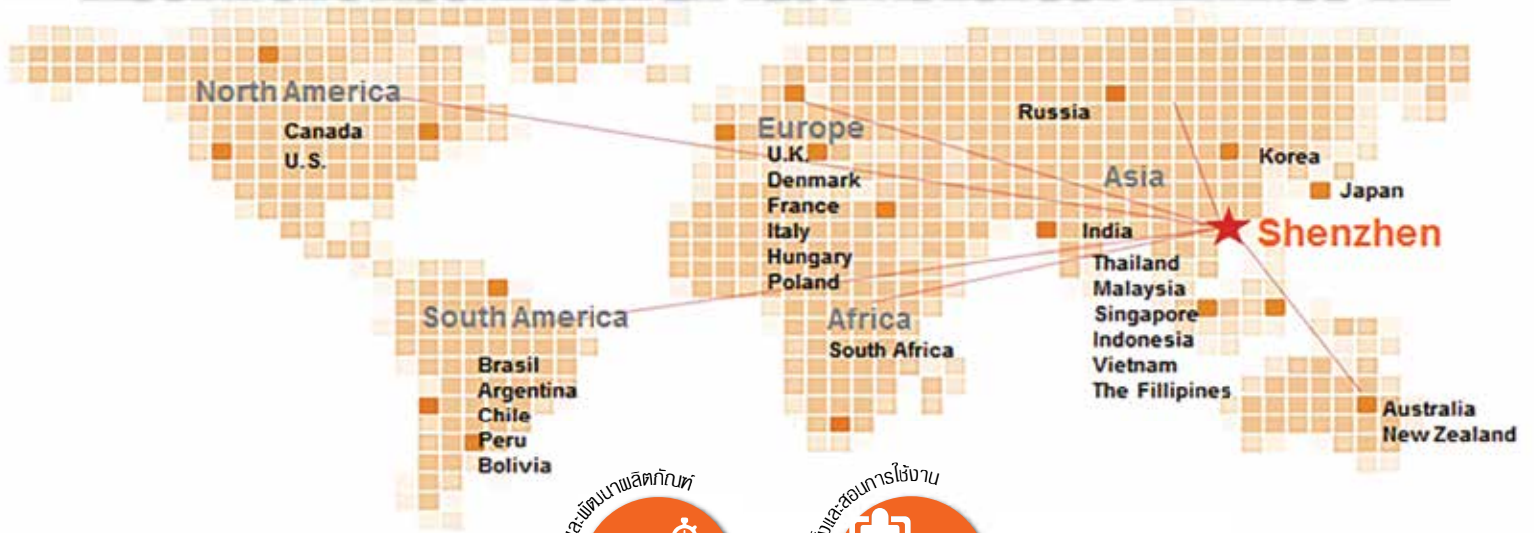 North America
Canada
U.S.
Europe
U.K.
Denmark
France
Italy
Hungary
Poland
Russia
Asia
Korea
Japan
Shenzhen
India
Thailand
Malaysia
Singapore
Indonesia
Vietnam
The Fillipines
South America
Brasil
Argentina
Chile
Peru
Bolivia
Africa
South Africa
Australia
New Zealand
และพัฒนาผลิตภัณฑ์
และสอนการใช้งาน